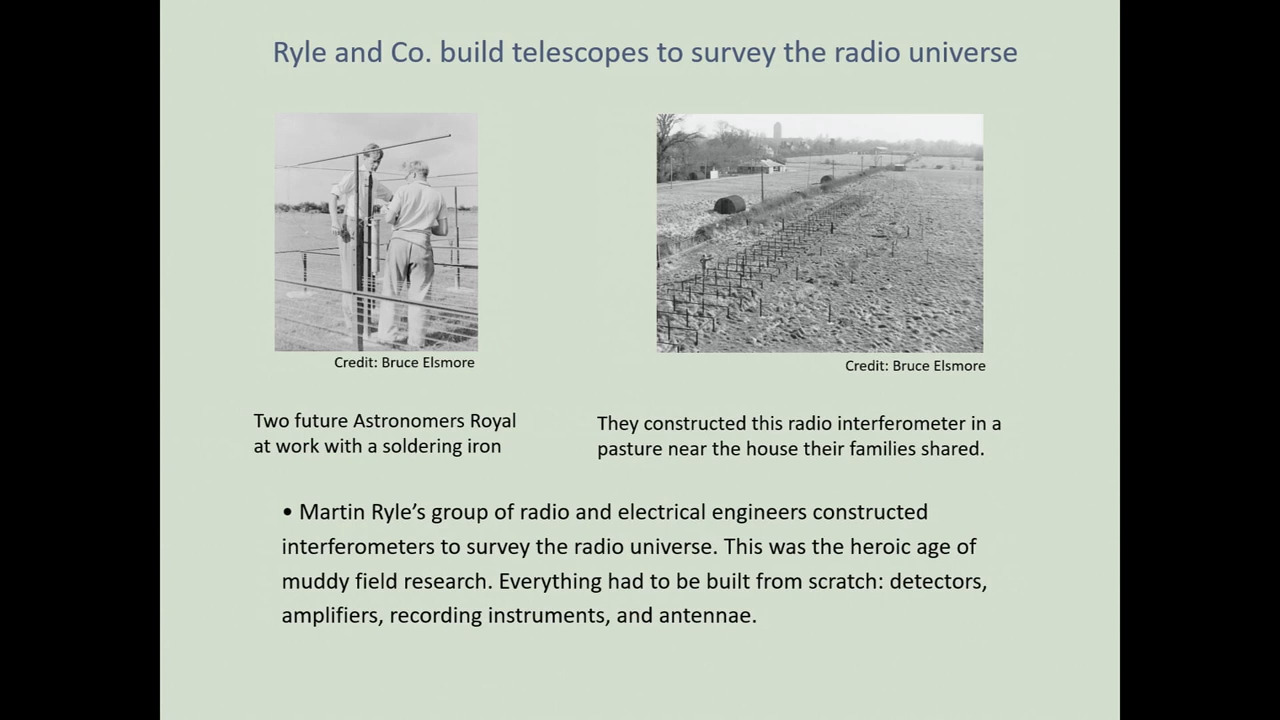 Ryle and Co. build telescopes to survey the radio universe
Credit: Bruce Elsmore
Credit: Bruce Elsmore
Two future Astronomers Royal
at work with a soldering iron
They constructed this radio interferometer in a
pasture near the house their families shared.
• Martin Ryle’s group of radio and electrical engineers constructed
interferometers to survey the radio universe. This was the heroic age of
muddy field research. Everything had to be built from scratch: detectors,
amplifiers, recording instruments, and antennae.